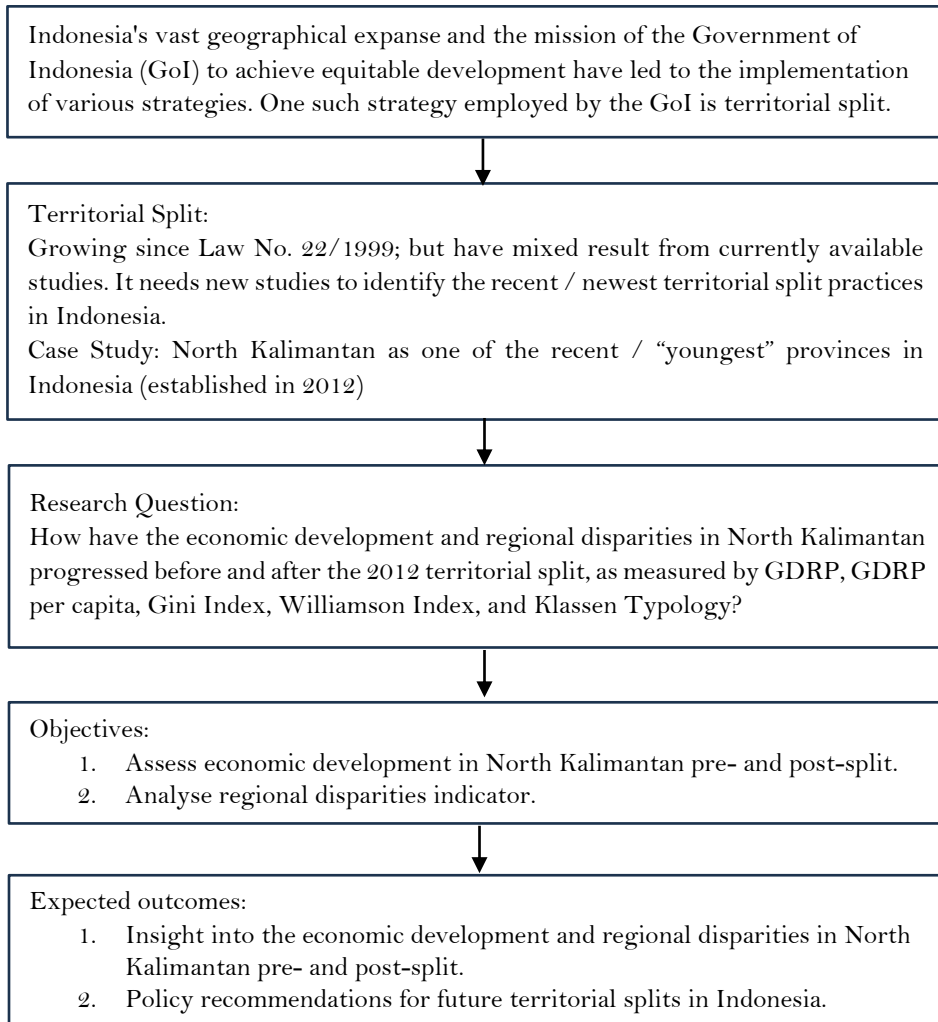 Indonesia's vast geographical expanse and the mission of the Government of
Indonesia (GoI) to achieve equitable development have led to the implementation
of various strategies. One such strategy employed by the GoI is territorial split.
Territorial Split:
Growing since Law No. 22/1999; but have mixed result from currently available
studies. It needs new studies to identify the recent / newest territorial split practices
in Indonesia.
Case Study: North Kalimantan as one of the recent / “youngest” provinces in
Indonesia (established in 2012)
Research Question:
How have the economic development and regional disparities in North Kalimantan
progressed before and after the 2012 territorial split, as measured by GDRP, GDRP
per capita, Gini Index, Williamson Index, and Klassen Typology?
Objectives:
1. Assess economic development in North Kalimantan pre- and post-split.
2. Analyse regional disparities indicator.
Expected outcomes:
1. Insight into the economic development and regional disparities in North
Kalimantan pre- and post-split.
2. Policy recommendations for future territorial splits in Indonesia.